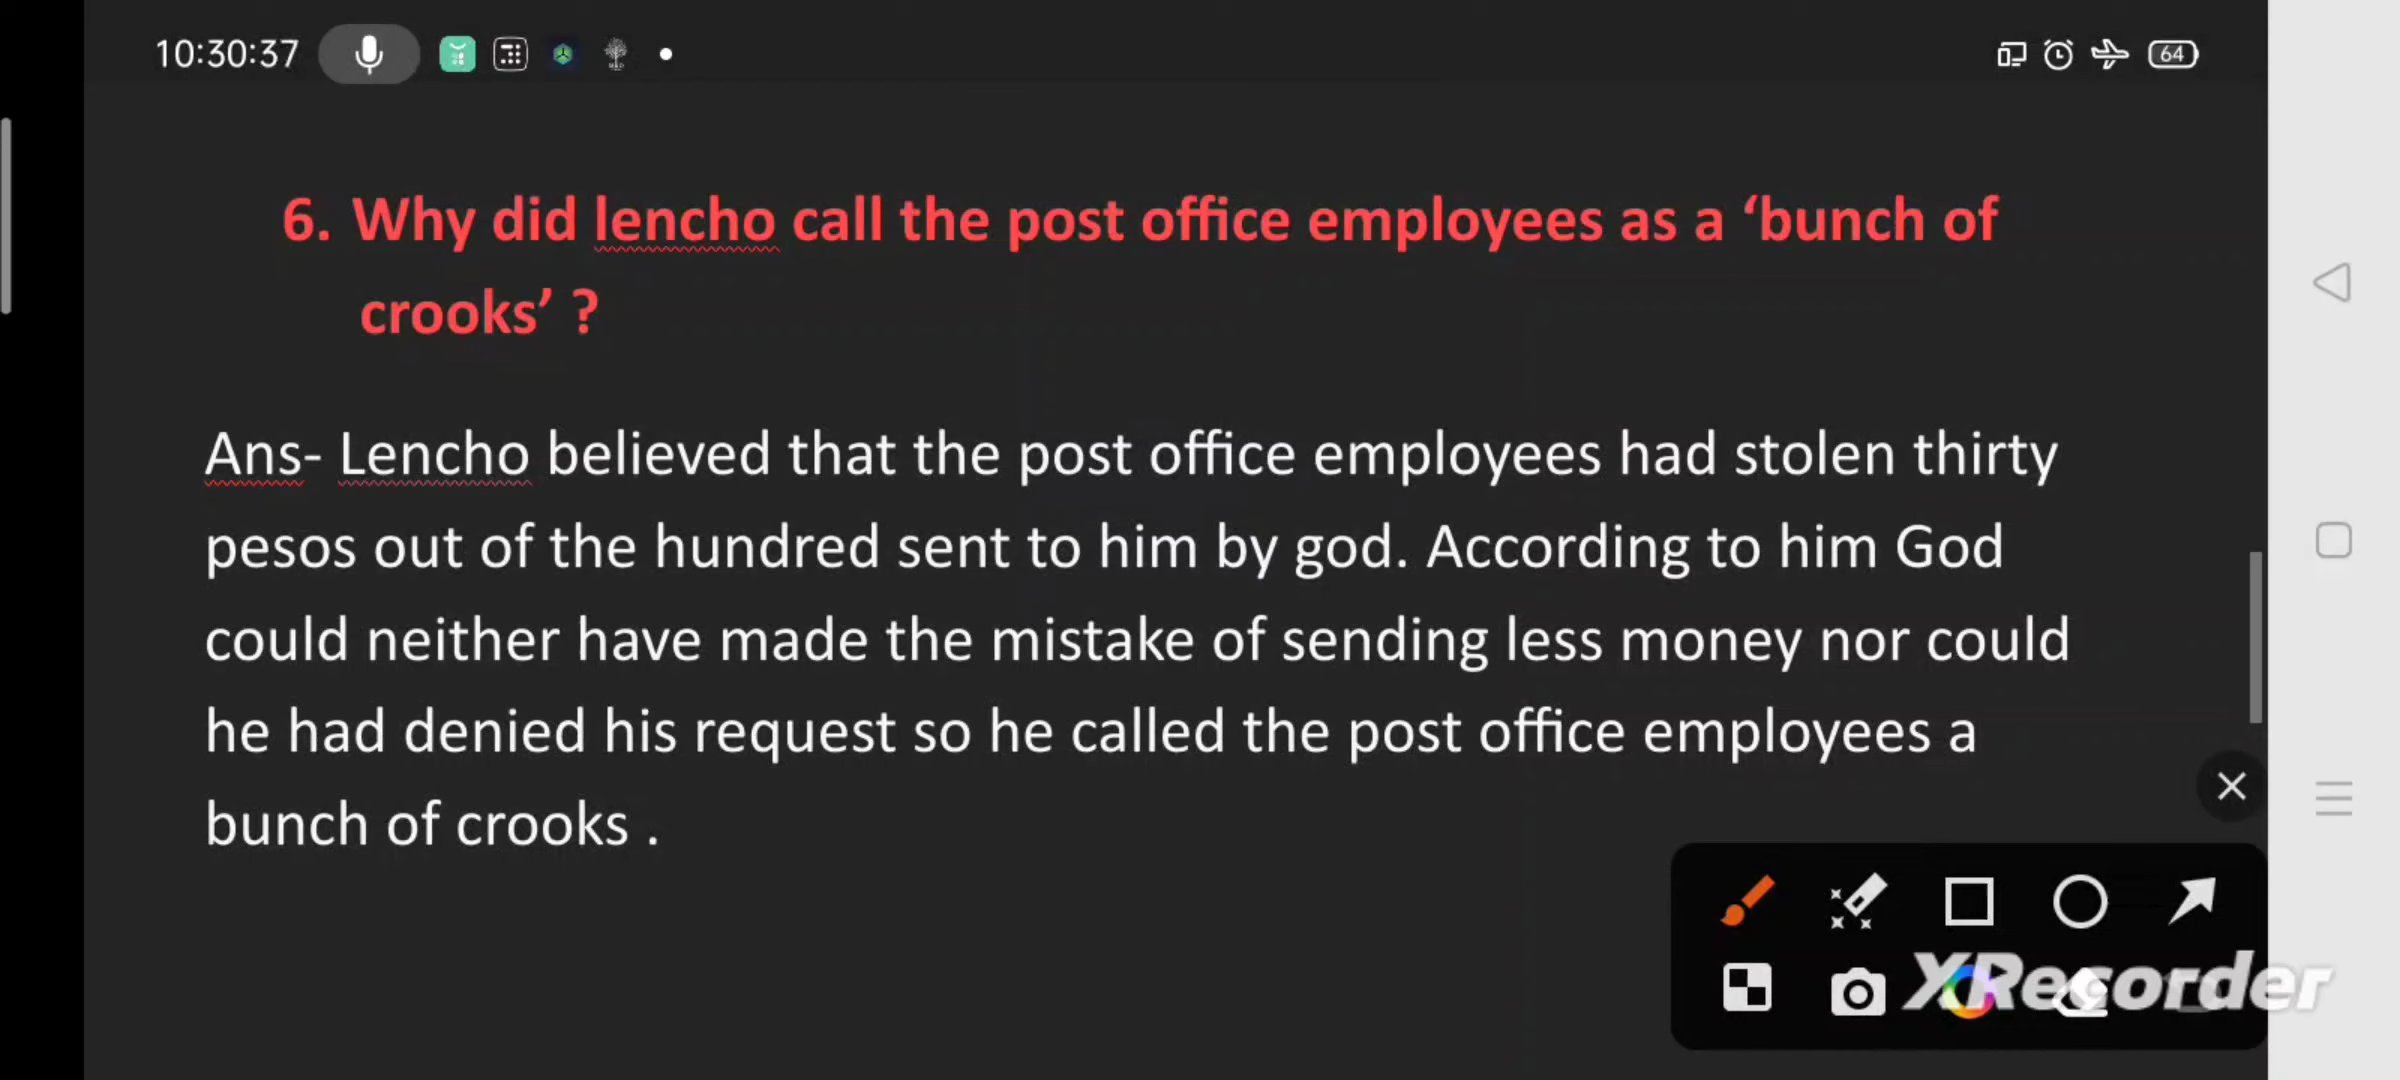 10:30:37
64
6. Why did lencho call the post office employees as a ‘bunch of
crooks’ ?
Ans- Lencho believed that the post office employees had stolen thirty
pesos out of the hundred sent to him by god. According to him God
could neither have made the mistake of sending less money nor could
he had denied his request so he called the post office employees a
bunch of crooks .
XRecorder